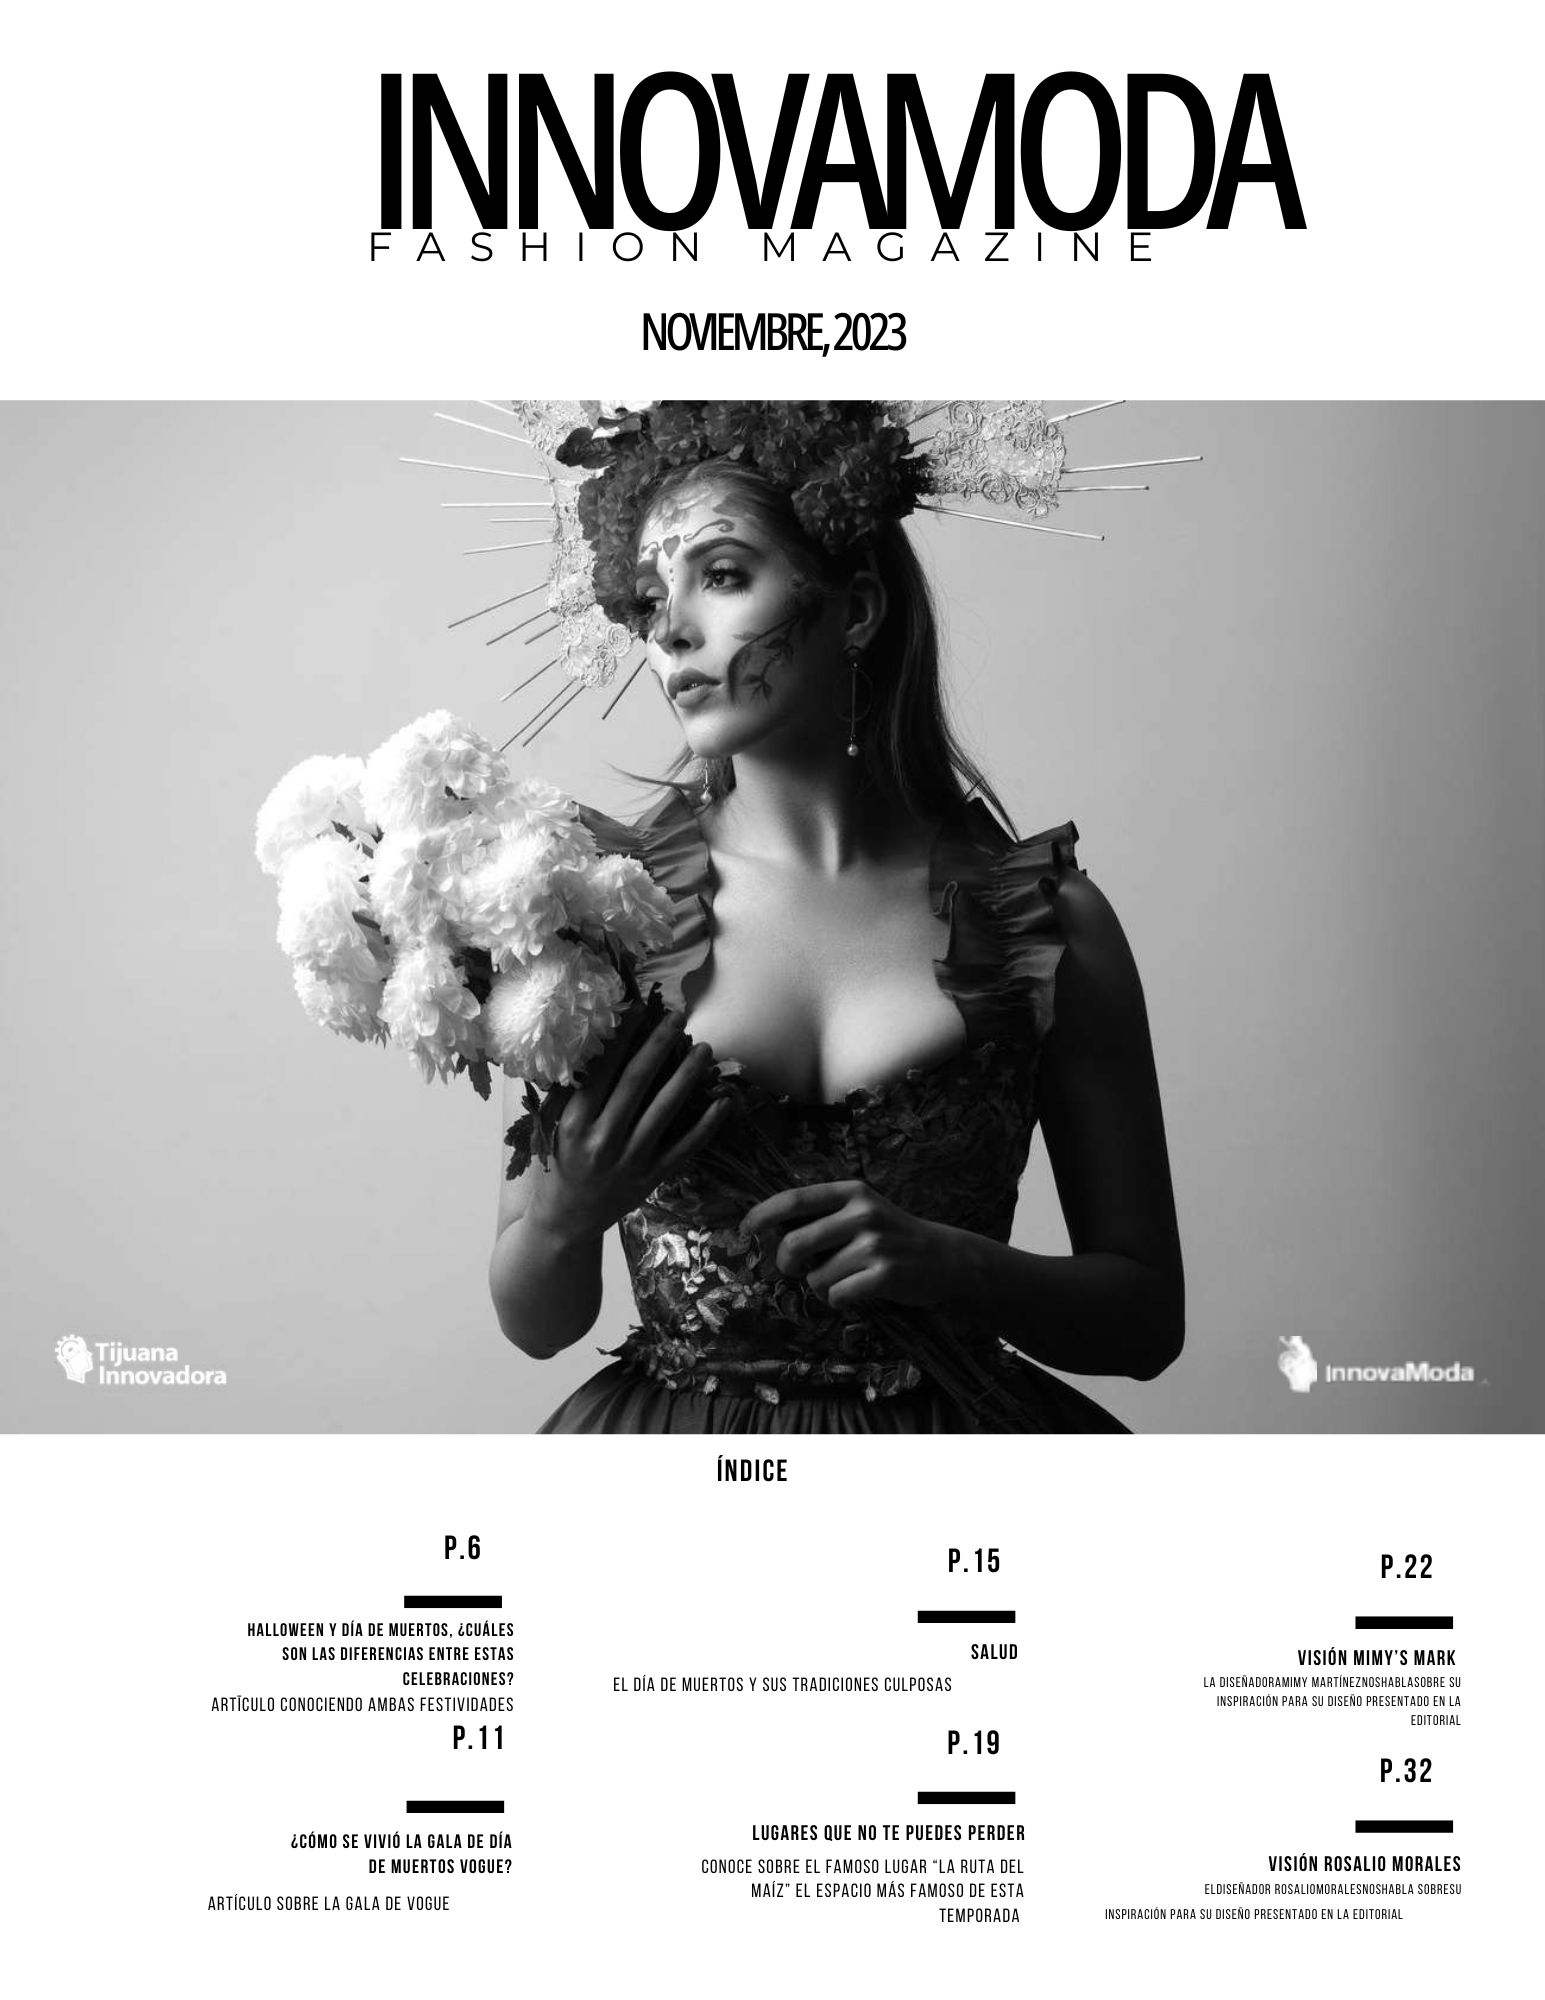 INNOVAMODA
FASHION MAGAZINE
NOVIEMBRE, 2023
Tijuana
Innovadora
InnovaModa
ÍNDICE
P.6
HALLOWEEN Y DÍA DE MUERTOS, ¿CUÁLES
SON LAS DIFERENCIAS ENTRE ESTAS
CELEBRACIONES?
ARTÍCULO CONOCIENDO AMBAS FESTIVIDADES
P.11
¿CÓMO SE VIVIÓ LA GALA DE DÍA
DE MUERTOS VOGUE?
ARTÍCULO SOBRE LA GALA DE VOGUE
P.15
SALUD
EL DÍA DE MUERTOS Y SUS TRADICIONES CULPOSAS
P.19
LUGARES QUE NO TE PUEDES PERDER
CONOCE SOBRE EL FAMOSO LUGAR “LA RUTA DEL
MAÍZ” EL ESPACIO MÁS FAMOSO DE ESTA
TEMPORADA
P.22
VISIÓN MIMY’S MARK
LA DISEÑADORAMIMY MARTÍNEZNOSHABLASOBRE SU
INSPIRACIÓN PARA SU DISEÑO PRESENTADO EN LA
EDITORIAL
P.32
VISIÓN ROSALIO MORALES
ELDISEÑADOR ROSALIOMORALESNOSHABLA SOBRESU
INSPIRACIÓN PARA SU DISEÑO PRESENTADO EN LA EDITORIAL